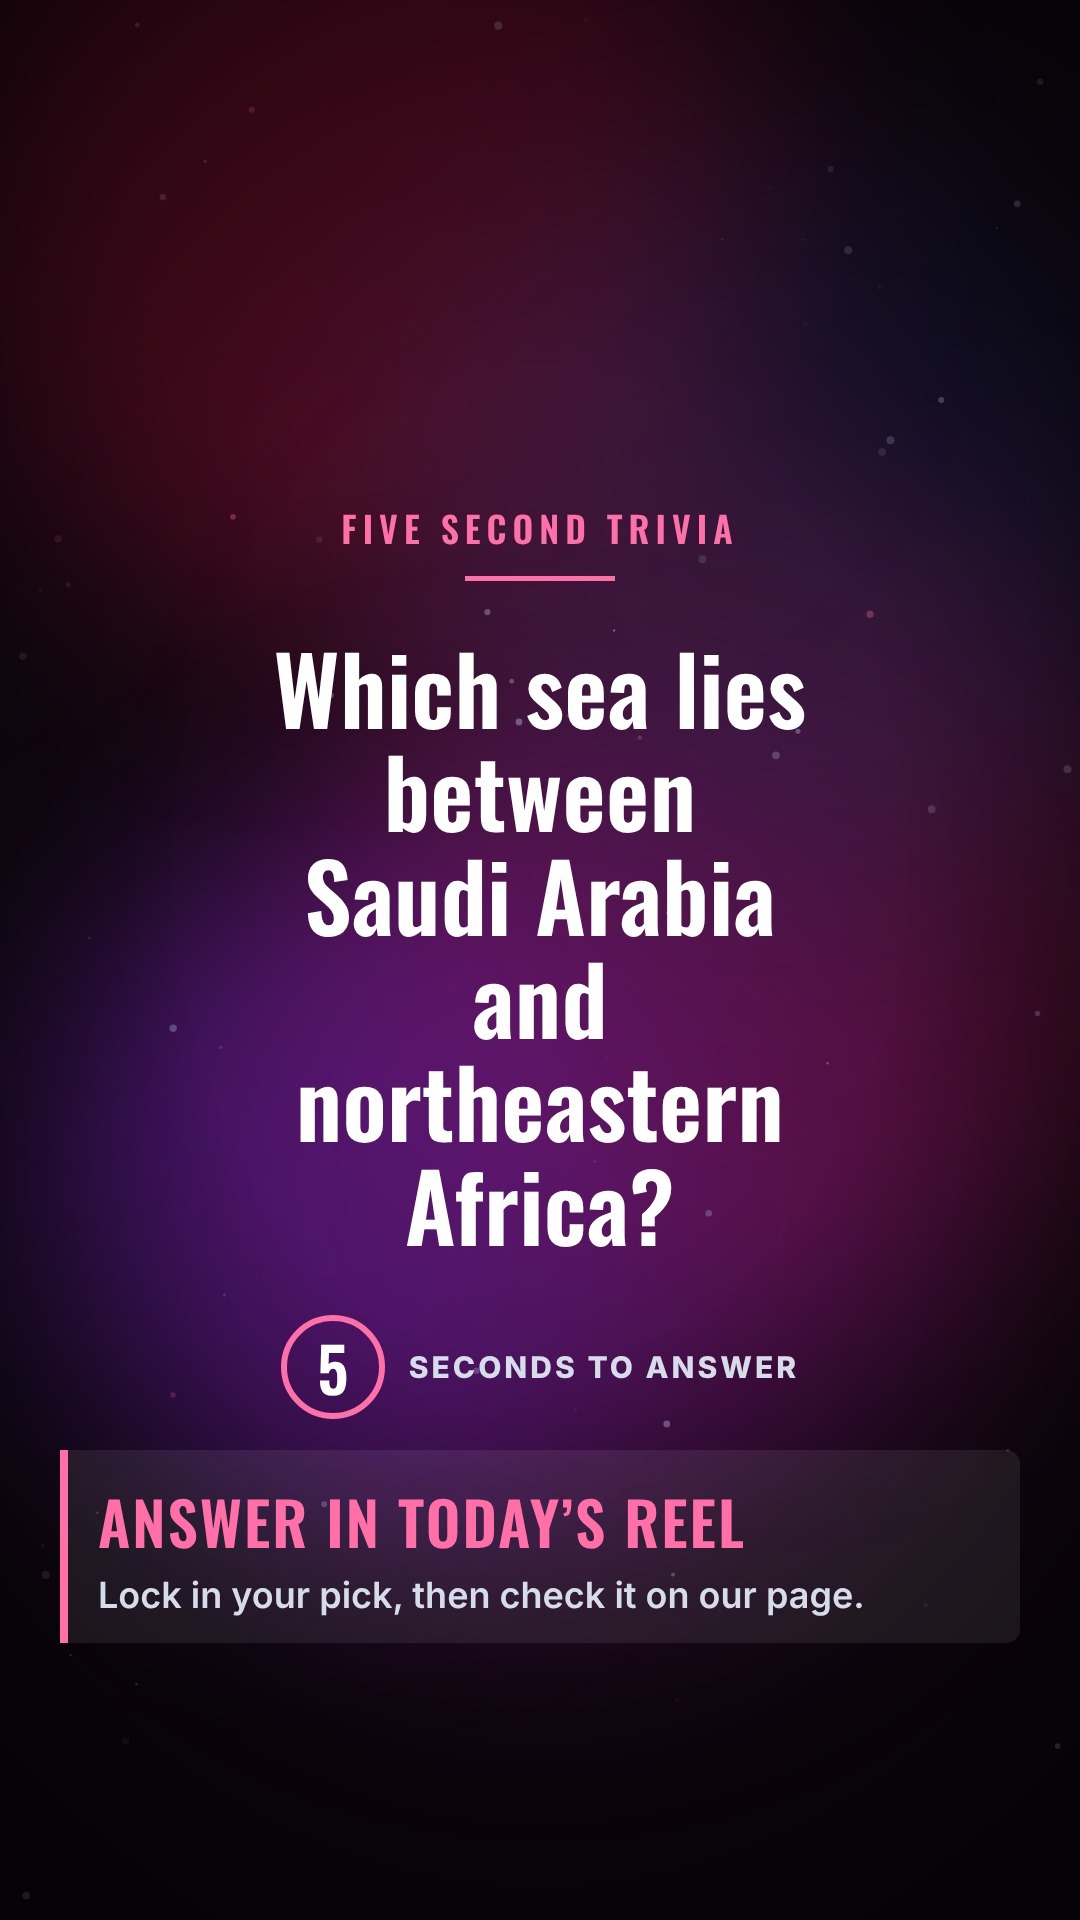 FIVE SECOND TRIVIA
Which sea lies
between
Saudi Arabia
and
northeastern
Africa?
5 SECONDS TO ANSWER
ANSWER IN TODAY’S REEL
Lock in your pick, then check it on our page.